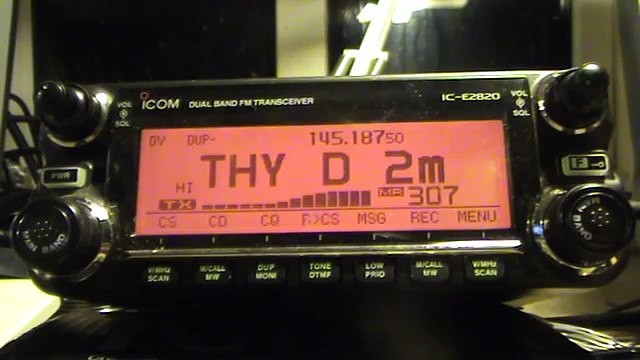 ICOM DUAL BAND FM TRANSCEIVER IC-E2820
VOL SQL
VOL SQL
DV DUP- 145.18750
THY D 2m
HI
TX MR 307
CS CD CQ R>CS MSG REC MENU
PWR
F
MAIN BAND
MAIN BAND
V/MHz SCAN
M/CALL MW
DUP MONI
TONE DTMF
LOW PRIO
M/CALL MW
V/MHz SCAN